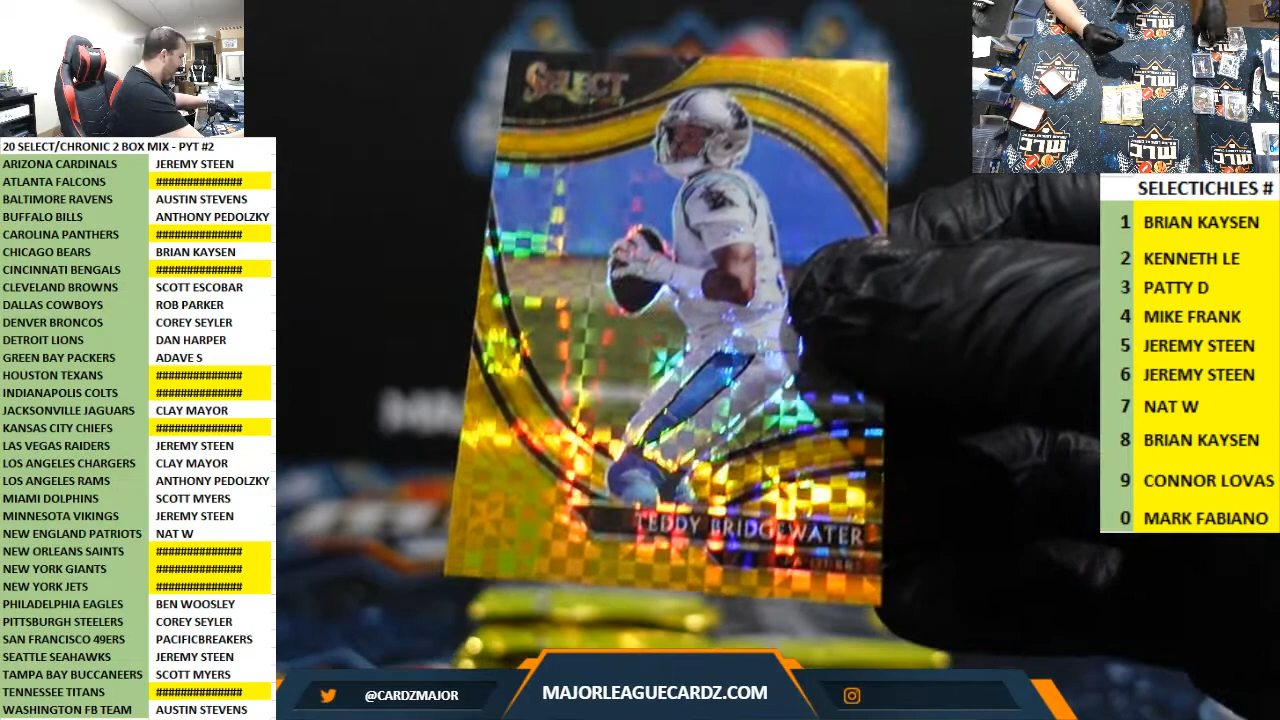 20 SELECT/CHRONIC 2 BOX MIX - PYT #2
ARIZONA CARDINALS JEREMY STEEN
ATLANTA FALCONS ##############
BALTIMORE RAVENS AUSTIN STEVENS
BUFFALO BILLS ANTHONY PEDOLZKY
CAROLINA PANTHERS ##############
CHICAGO BEARS BRIAN KAYSEN
CINCINNATI BENGALS ##############
CLEVELAND BROWNS SCOTT ESCOBAR
DALLAS COWBOYS ROB PARKER
DENVER BRONCOS COREY SEYLER
DETROIT LIONS DAN HARPER
GREEN BAY PACKERS ADAVE S
HOUSTON TEXANS ##############
INDIANAPOLIS COLTS ##############
JACKSONVILLE JAGUARS CLAY MAYOR
KANSAS CITY CHIEFS ##############
LAS VEGAS RAIDERS JEREMY STEEN
LOS ANGELES CHARGERS CLAY MAYOR
LOS ANGELES RAMS ANTHONY PEDOLZKY
MIAMI DOLPHINS SCOTT MYERS
MINNESOTA VIKINGS JEREMY STEEN
NEW ENGLAND PATRIOTS NAT W
NEW ORLEANS SAINTS ##############
NEW YORK GIANTS ##############
NEW YORK JETS ##############
PHILADELPHIA EAGLES BEN WOOSLEY
PITTSBURGH STEELERS COREY SEYLER
SAN FRANCISCO 49ERS PACIFICBREAKERS
SEATTLE SEAHAWKS JEREMY STEEN
TAMPA BAY BUCCANEERS SCOTT MYERS
TENNESSEE TITANS ##############
WASHINGTON FB TEAM AUSTIN STEVENS
SELECT
TEDDY BRIDGEWATER
PANTHERS
MLC
MLC
MLC
SELECTICHLES #
1 BRIAN KAYSEN
2 KENNETH LE
3 PATTY D
4 MIKE FRANK
5 JEREMY STEEN
6 JEREMY STEEN
7 NAT W
8 BRIAN KAYSEN
9 CONNOR LOVAS
0 MARK FABIANO
@CARDZMAJOR
MAJORLEAGUECARDZ.COM